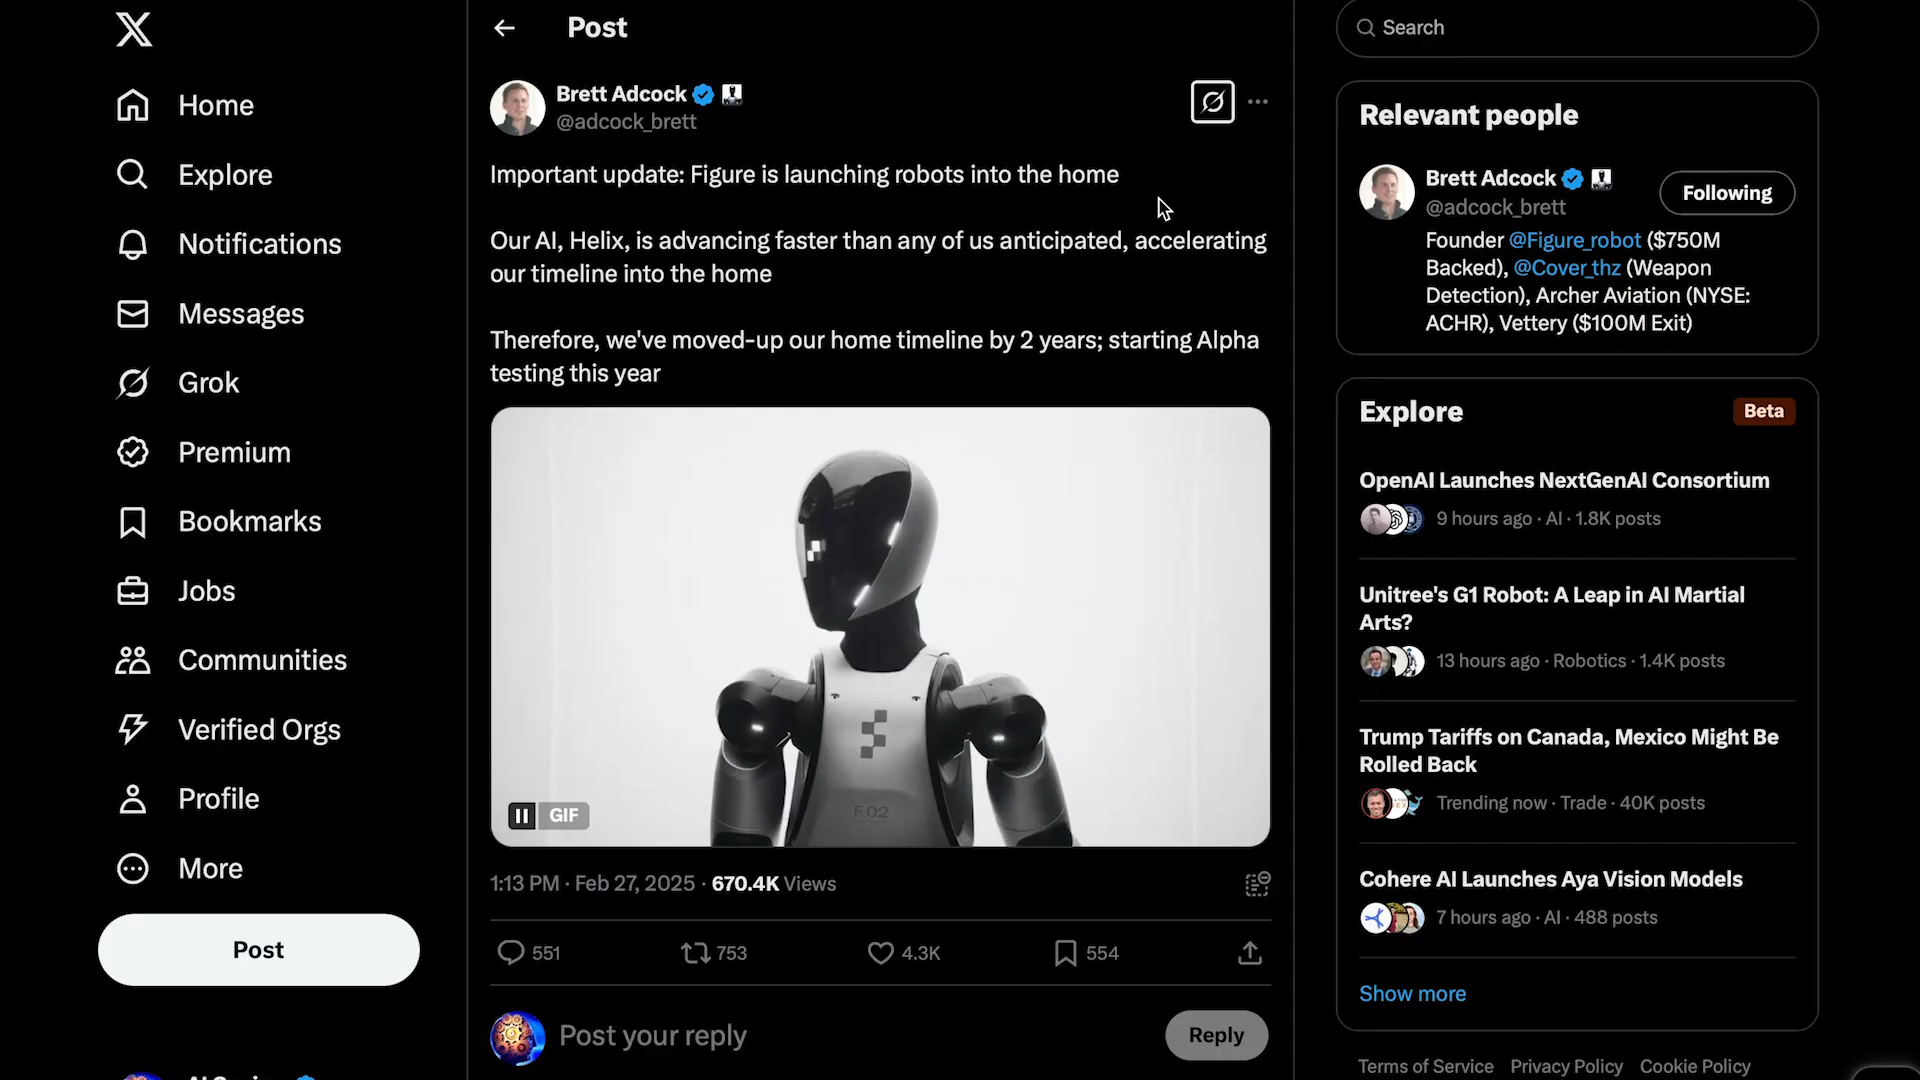 Home
Explore
Notifications
Messages
Grok
Premium
Bookmarks
Jobs
Communities
Verified Orgs
Profile
More
Post
Post
Brett Adcock
@adcock_brett
Important update: Figure is launching robots into the home
Our AI, Helix, is advancing faster than any of us anticipated, accelerating
our timeline into the home
Therefore, we've moved-up our home timeline by 2 years; starting Alpha
testing this year
F.02
GIF
1:13 PM · Feb 27, 2025 · 670.4K Views
551 753 4.3K 554
Post your reply
Reply
Search
Relevant people
Brett Adcock
@adcock_brett
Following
Founder @Figure_robot ($750M
Backed), @Cover_thz (Weapon
Detection), Archer Aviation (NYSE:
ACHR), Vettery ($100M Exit)
Explore
Beta
OpenAI Launches NextGenAI Consortium
9 hours ago · AI · 1.8K posts
Unitree's G1 Robot: A Leap in AI Martial
Arts?
13 hours ago · Robotics · 1.4K posts
Trump Tariffs on Canada, Mexico Might Be
Rolled Back
Trending now · Trade · 40K posts
Cohere AI Launches Aya Vision Models
7 hours ago · AI · 488 posts
Show more
Terms of Service Privacy Policy Cookie Policy